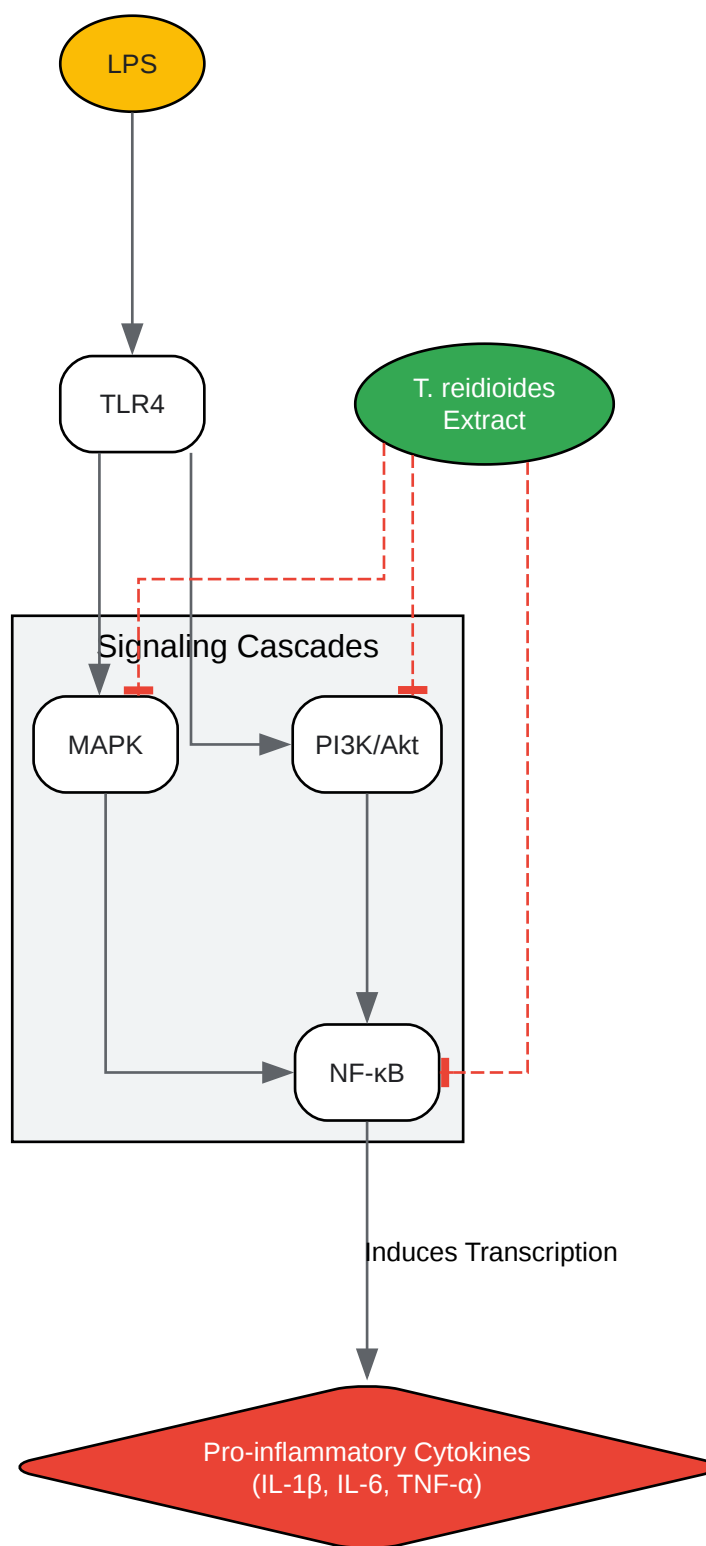 LPS
TLR4
T. reidioides
Extract
Signaling Cascades
MAPK
PI3K/Akt
NF-κB
Induces Transcription
Pro-inflammatory Cytokines
(IL-1β, IL-6, TNF-α)